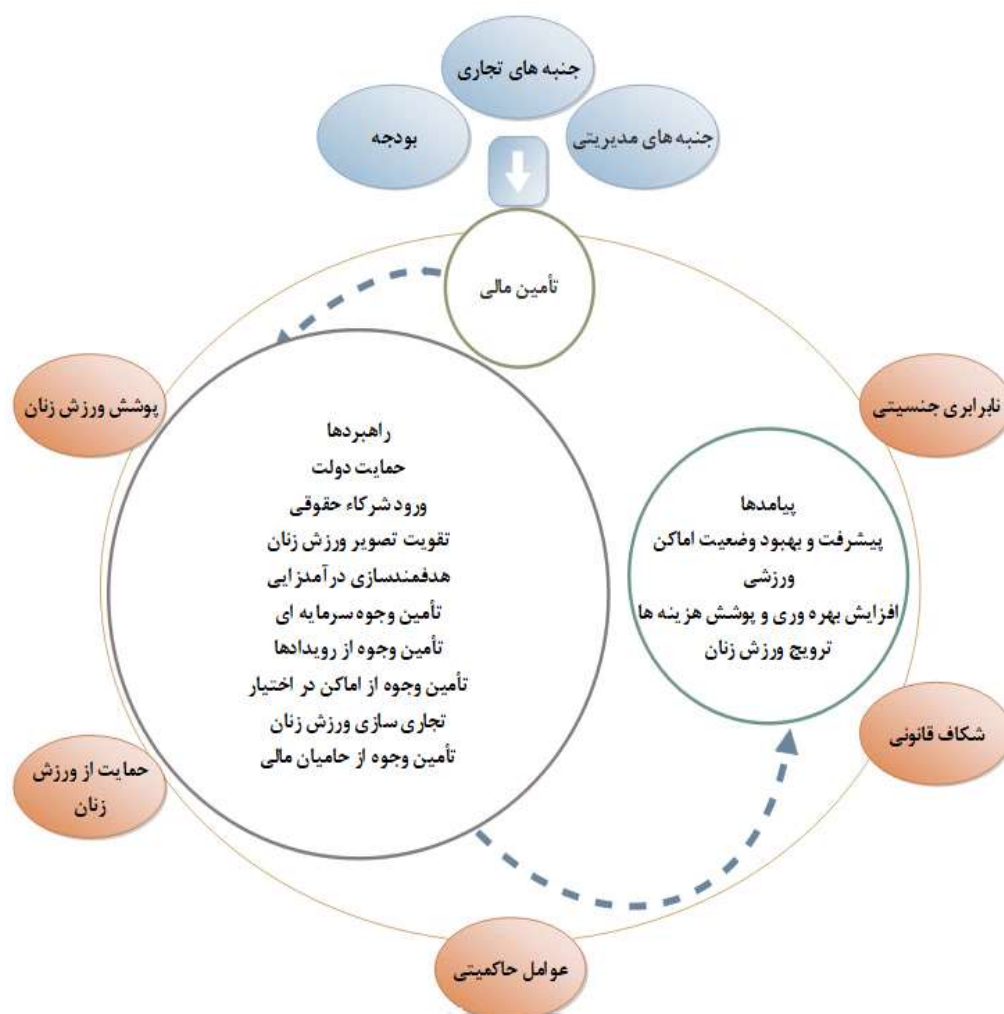 جنبه های تجاری
بودجه
جنبه های مدیریتی
تأمین مالی
پوشش ورزش زنان
نابرابری جنسیتی
راهبردها
حمایت دولت
ورود شرکاء حقوقی
تقویت تصویر ورزش زنان
هدفمندسازی درآمدزایی
تأمین وجوه سرمایه ای
تأمین وجوه از رویدادها
تأمین وجوه از اماکن در اختیار
تجاری سازی ورزش زنان
تأمین وجوه از حامیان مالی
پیامدها
پیشرفت و بهبود وضعیت اماکن
ورزشی
افزایش بهره وری و پوشش هزینه ها
ترویج ورزش زنان
شکاف قانونی
حمایت از ورزش
زنان
عوامل حاکمیتی